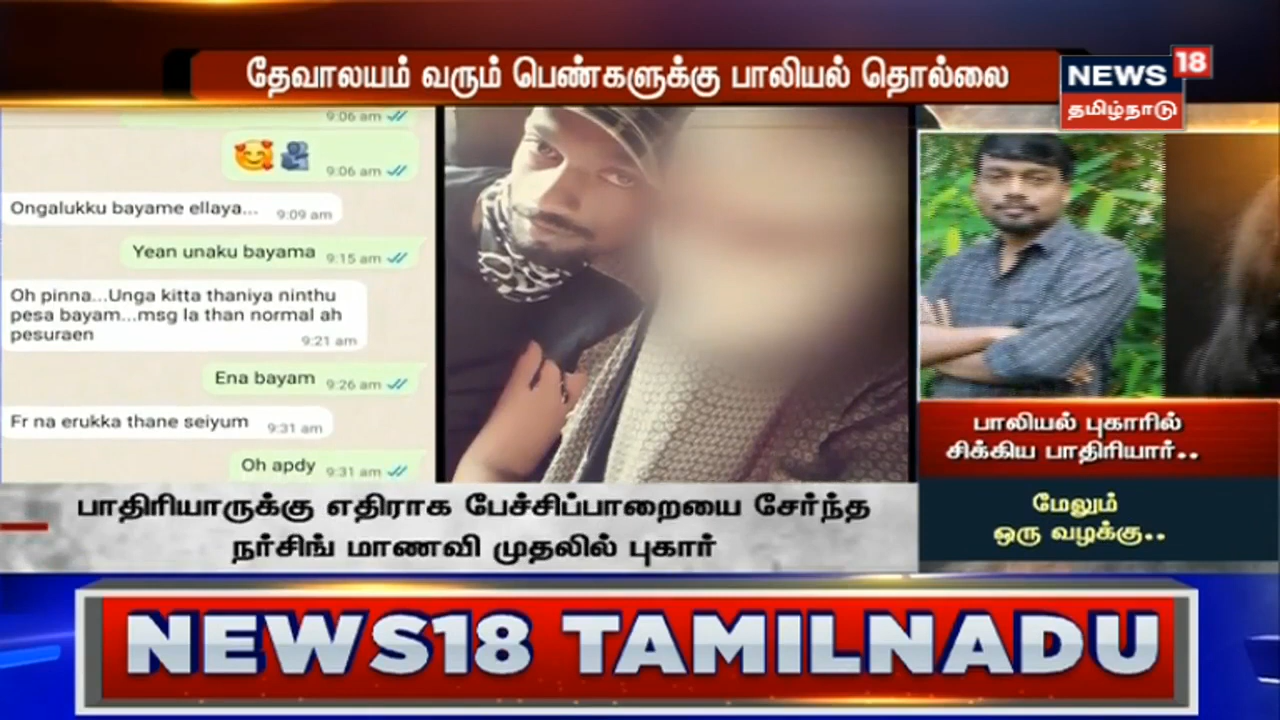 தேவாலயம் வரும் பெண்களுக்கு பாலியல் தொல்லை
NEWS 18
தமிழ்நாடு
9:06 am
9:06 am
Ongalukku bayame ellaya... 9:09 am
Yean unaku bayama 9:15 am
Oh pinna...Unga kitta thaniya ninthu
pesa bayam...msg la than normal ah
pesuraen 9:21 am
Ena bayam 9:26 am
Fr na erukka thane seiyum 9:31 am
Oh apdy 9:31 am
பாலியல் புகாரில்
சிக்கிய பாதிரியார்..
மேலும்
ஒரு வழக்கு..
பாதிரியாருக்கு எதிராக பேச்சிப்பாறையை சேர்ந்த
நர்சிங் மாணவி முதலில் புகார்
NEWS18 TAMILNADU